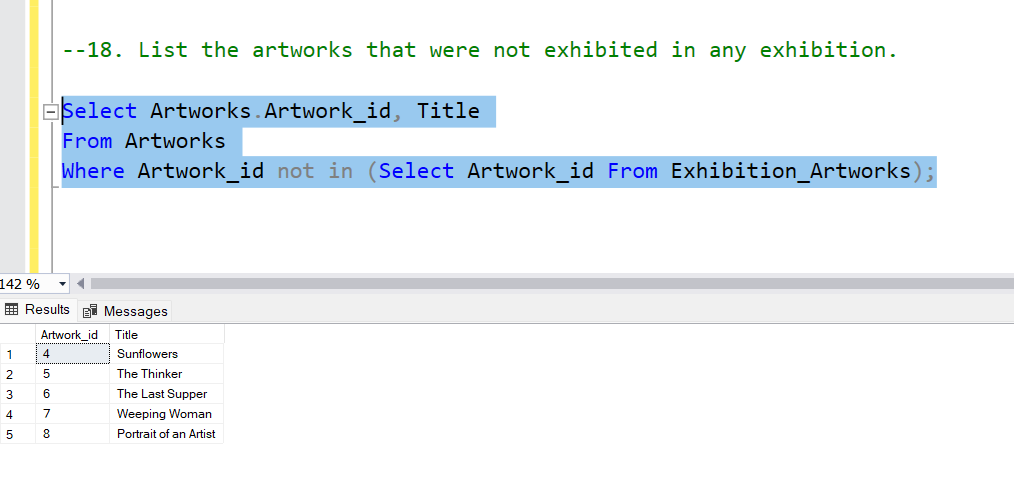 --18. List the artworks that were not exhibited in any exhibition.
Select Artworks.Artwork_id, Title
From Artworks
Where Artwork_id not in (Select Artwork_id From Exhibition_Artworks);
142 %
Results Messages
Artwork_id Title
1 4 Sunflowers
2 5 The Thinker
3 6 The Last Supper
4 7 Weeping Woman
5 8 Portrait of an Artist